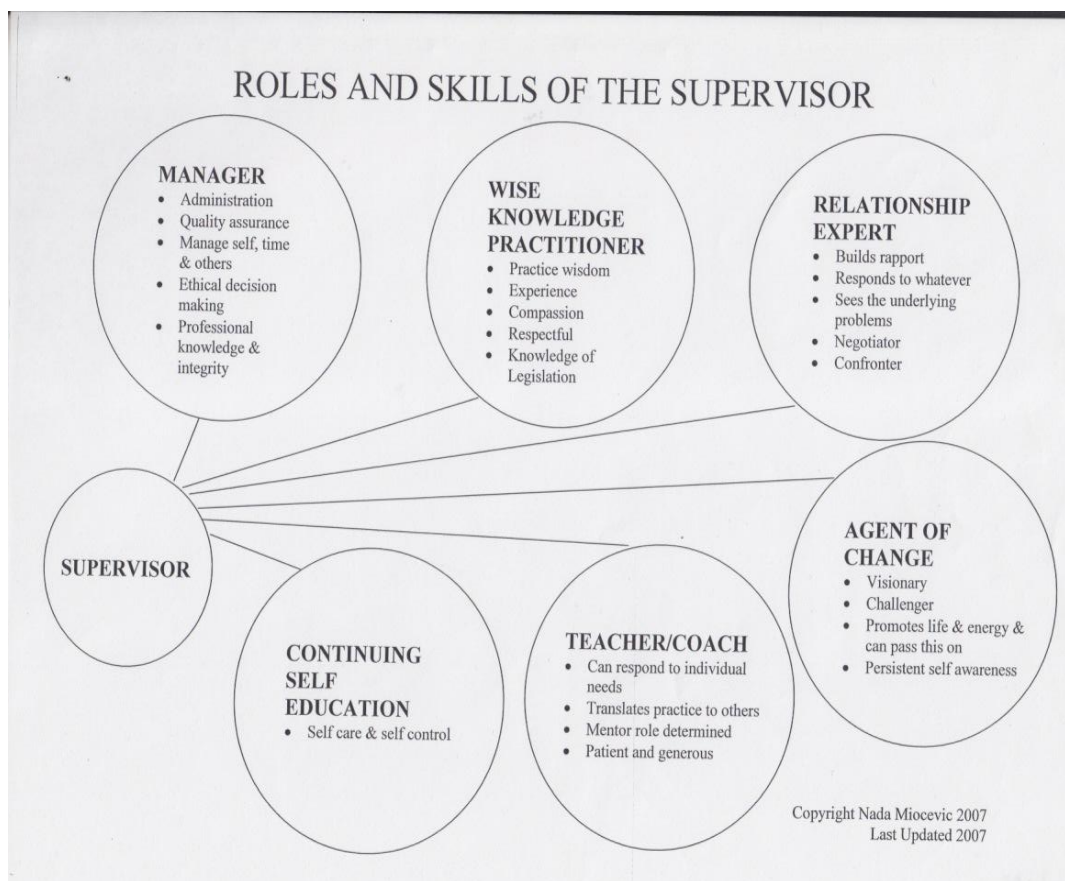 ROLES AND SKILLS OF THE SUPERVISOR
MANAGER
• Administration
• Quality assurance
• Manage self, time
& others
• Ethical decision
making
• Professional
knowledge &
integrity
WISE
KNOWLEDGE
PRACTITIONER
• Practice wisdom
• Experience
• Compassion
• Respectful
• Knowledge of
Legislation
RELATIONSHIP
EXPERT
• Builds rapport
• Responds to whatever
• Sees the underlying
problems
• Negotiator
• Confronter
SUPERVISOR
CONTINUING
SELF
EDUCATION
• Self care & self control
TEACHER/COACH
• Can respond to individual
needs
• Translates practice to others
• Mentor role determined
• Patient and generous
AGENT OF
CHANGE
• Visionary
• Challenger
• Promotes life & energy &
can pass this on
• Persistent self awareness
Copyright Nada Miocevic 2007
Last Updated 2007